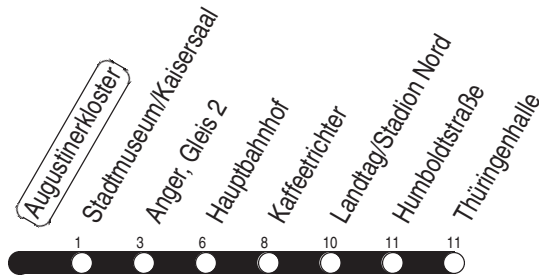 Augustinerkloster
Stadtmuseum/Kaisersaal
Anger, Gleis 2
Hauptbahnhof
Kaffeetrichter
Landtag/Stadion Nord
Humboldtstraße
Thüringenhalle
1 3 6 8 10 11 11